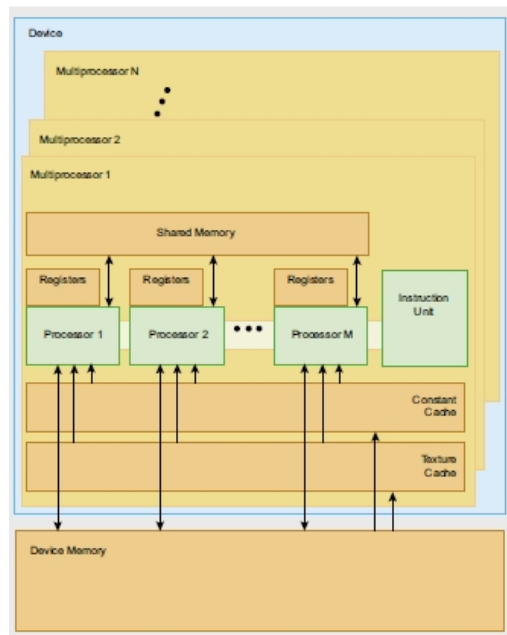 Device
Multiprocessor N
Multiprocessor 2
Multiprocessor 1
Shared Memory
Registers
Registers
Registers
Processor 1
Processor 2
Processor M
Instruction
Unit
Constant
Cache
Texture
Cache
Device Memory